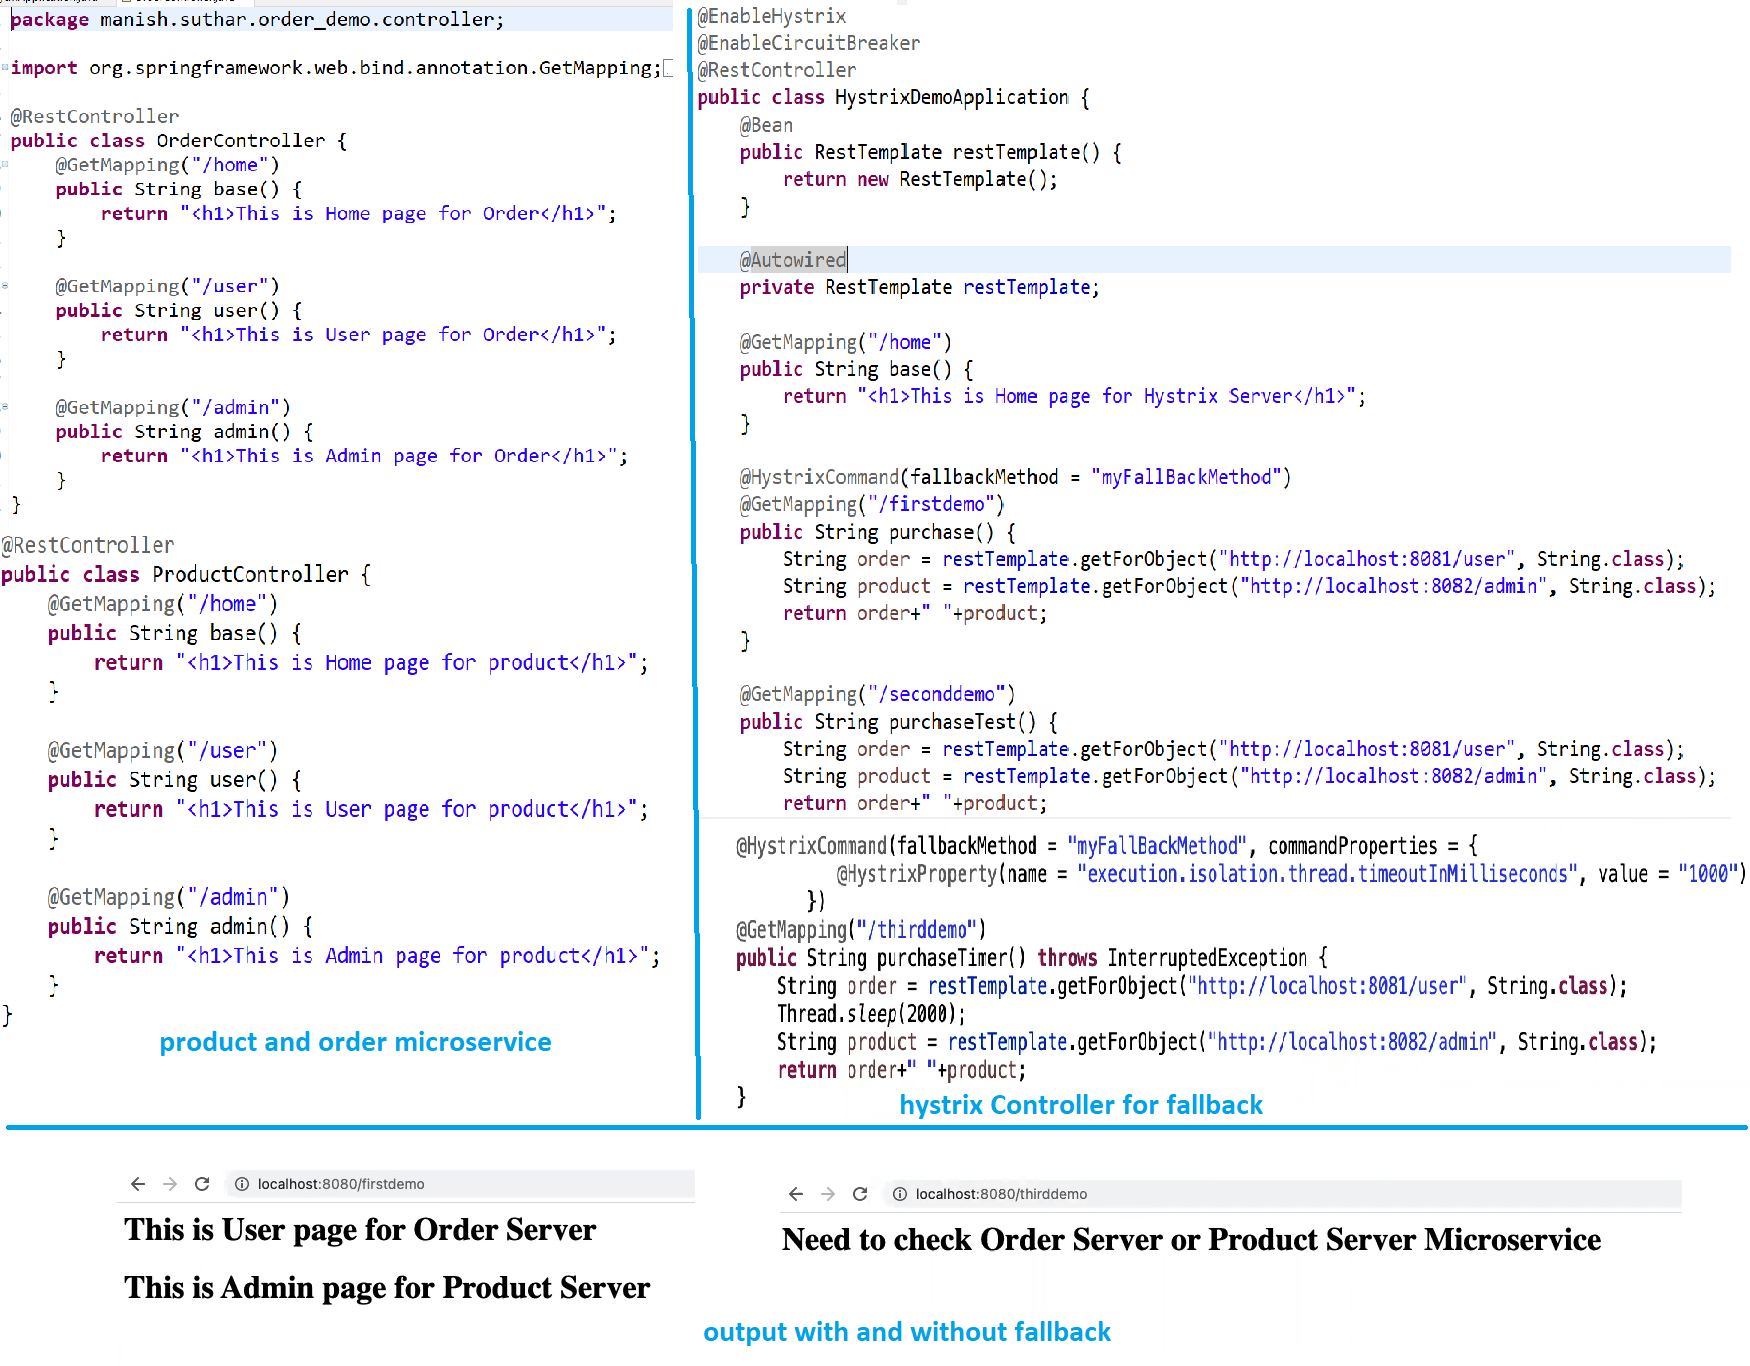 package manish.suthar.order_demo.controller;
import org.springframework.web.bind.annotation.GetMapping;
@RestController
public class OrderController {
@GetMapping("/home")
public String base() {
return "<h1>This is Home page for Order</h1>";
}
@GetMapping("/user")
public String user() {
return "<h1>This is User page for Order</h1>";
}
@GetMapping("/admin")
public String admin() {
return "<h1>This is Admin page for Order</h1>";
}
}
@RestController
public class ProductController {
@GetMapping("/home")
public String base() {
return "<h1>This is Home page for product</h1>";
}
@GetMapping("/user")
public String user() {
return "<h1>This is User page for product</h1>";
}
@GetMapping("/admin")
public String admin() {
return "<h1>This is Admin page for product</h1>";
}
}
product and order microservice
@EnableHystrix
@EnableCircuitBreaker
@RestController
public class HystrixDemoApplication {
@Bean
public RestTemplate restTemplate() {
return new RestTemplate();
}
@Autowired
private RestTemplate restTemplate;
@GetMapping("/home")
public String base() {
return "<h1>This is Home page for Hystrix Server</h1>";
}
@HystrixCommand(fallbackMethod = "myFallBackMethod")
@GetMapping("/firstdemo")
public String purchase() {
String order = restTemplate.getForObject("http://localhost:8081/user", String.class);
String product = restTemplate.getForObject("http://localhost:8082/admin", String.class);
return order+" "+product;
}
@GetMapping("/seconddemo")
public String purchaseTest() {
String order = restTemplate.getForObject("http://localhost:8081/user", String.class);
String product = restTemplate.getForObject("http://localhost:8082/admin", String.class);
return order+" "+product;
@HystrixCommand(fallbackMethod = "myFallBackMethod", commandProperties = {
@HystrixProperty(name = "execution.isolation.thread.timeoutInMilliseconds", value = "1000")
})
@GetMapping("/thirddemo")
public String purchaseTimer() throws InterruptedException {
String order = restTemplate.getForObject("http://localhost:8081/user", String.class);
Thread.sleep(2000);
String product = restTemplate.getForObject("http://localhost:8082/admin", String.class);
return order+" "+product;
}
hystrix Controller for fallback
localhost:8080/firstdemo
This is User page for Order Server
This is Admin page for Product Server
localhost:8080/thirddemo
Need to check Order Server or Product Server Microservice
output with and without fallback